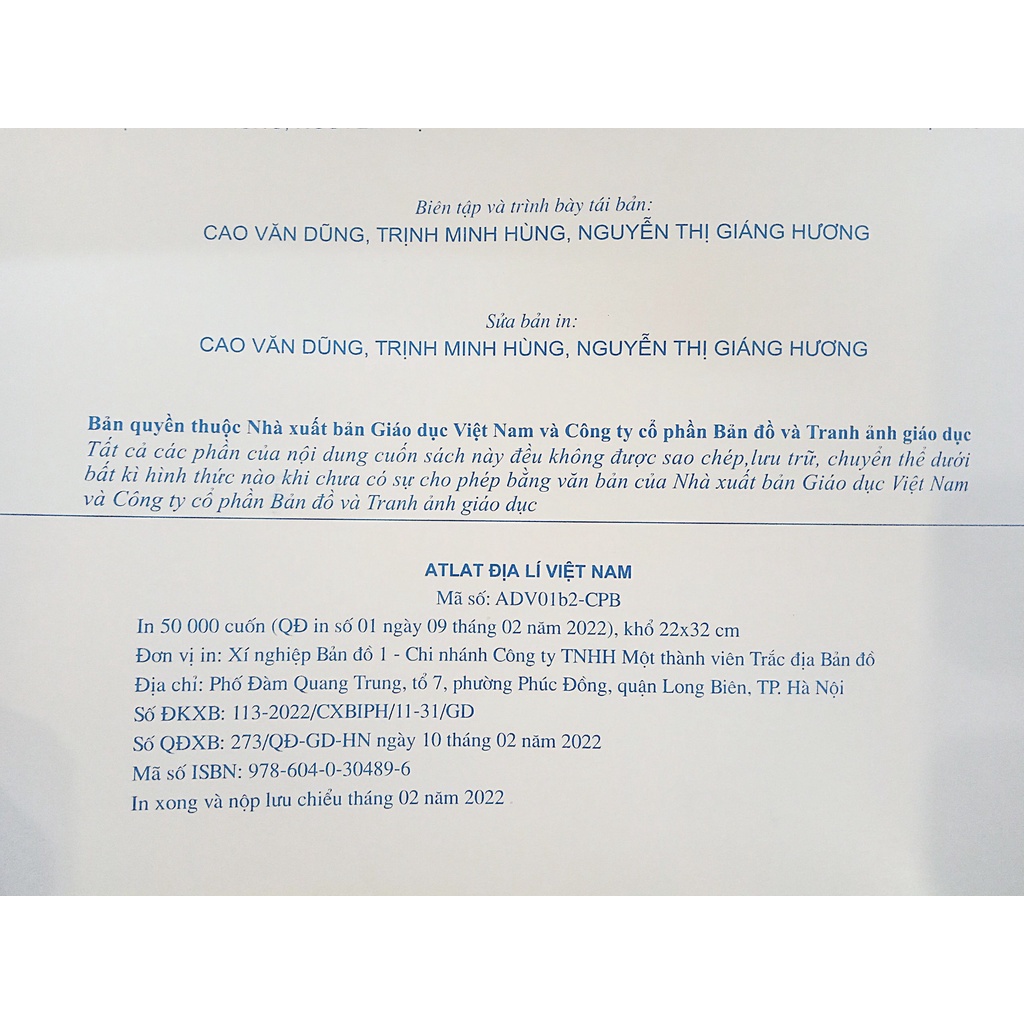 Biên tập và trình bày tái bản:
CAO VĂN DŨNG, TRỊNH MINH HÙNG, NGUYỄN THỊ GIÁNG HƯƠNG
Sửa bản in:
CAO VĂN DŨNG, TRỊNH MINH HÙNG, NGUYỄN THỊ GIÁNG HƯƠNG
Bản quyền thuộc Nhà xuất bản Giáo dục Việt Nam và Công ty cổ phần Bản đồ và Tranh ảnh giáo dục
Tất cả các phần của nội dung cuốn sách này đều không được sao chép,lưu trữ, chuyển thể dưới
bất kì hình thức nào khi chưa có sự cho phép bằng văn bản của Nhà xuất bản Giáo dục Việt Nam
và Công ty cổ phần Bản đồ và Tranh ảnh giáo dục
ATLAT ĐỊA LÍ VIỆT NAM
Mã số: ADV01b2-CPB
In 50 000 cuốn (QĐ in số 01 ngày 09 tháng 02 năm 2022), khổ 22x32 cm
Đơn vị in: Xí nghiệp Bản đồ 1 - Chi nhánh Công ty TNHH Một thành viên Trắc địa Bản đồ
Địa chỉ: Phố Đàm Quang Trung, tổ 7, phường Phúc Đồng, quận Long Biên, TP. Hà Nội
Số ĐKXB: 113-2022/CXBIPH/11-31/GD
Số QĐXB: 273/QĐ-GD-HN ngày 10 tháng 02 năm 2022
Mã số ISBN: 978-604-0-30489-6
In xong và nộp lưu chiểu tháng 02 năm 2022